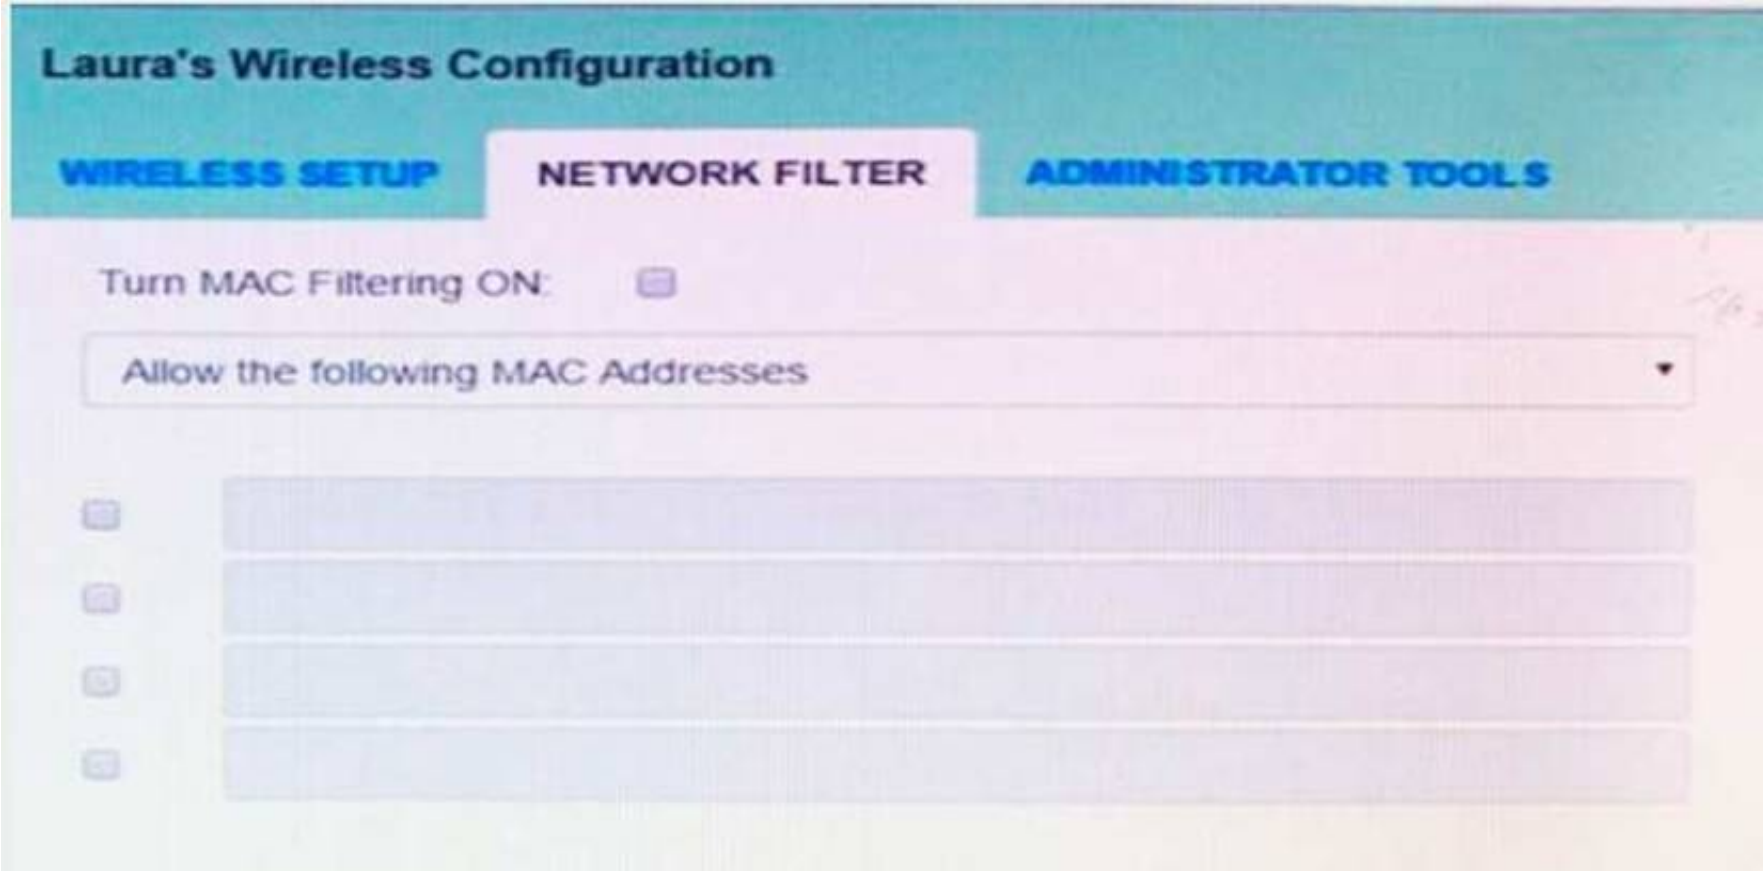 Laura's Wireless Configuration
WIRELESS SETUP NETWORK FILTER ADMINISTRATOR TOOLS
Turn MAC Filtering ON:
Allow the following MAC Addresses